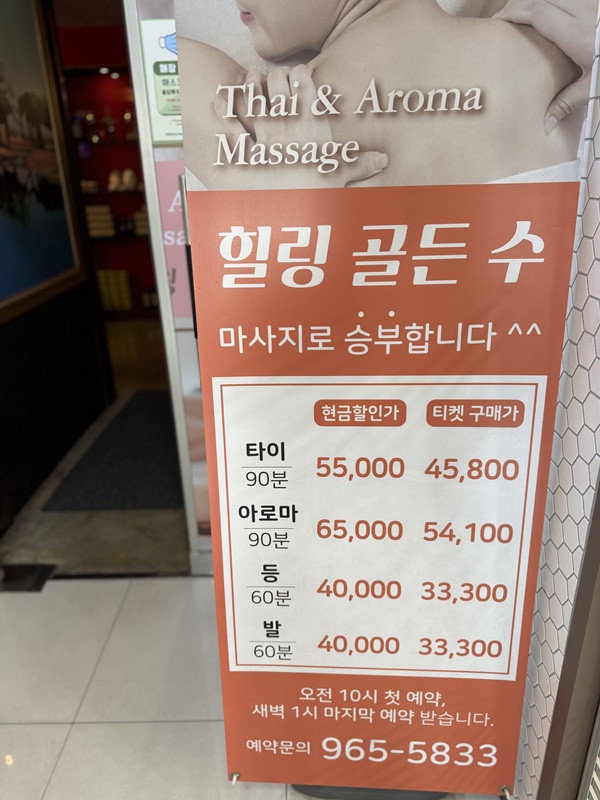 Thai & Aroma
Massage
힐링 골든 수
마사지로 승부합니다 ^^
현금할인가 티켓 구매가
타이
90분 55,000 45,800
아로마
90분 65,000 54,100
등
60분 40,000 33,300
발
60분 40,000 33,300
오전 10시 첫 예약,
새벽 1시 마지막 예약 받습니다.
예약문의 965-5833